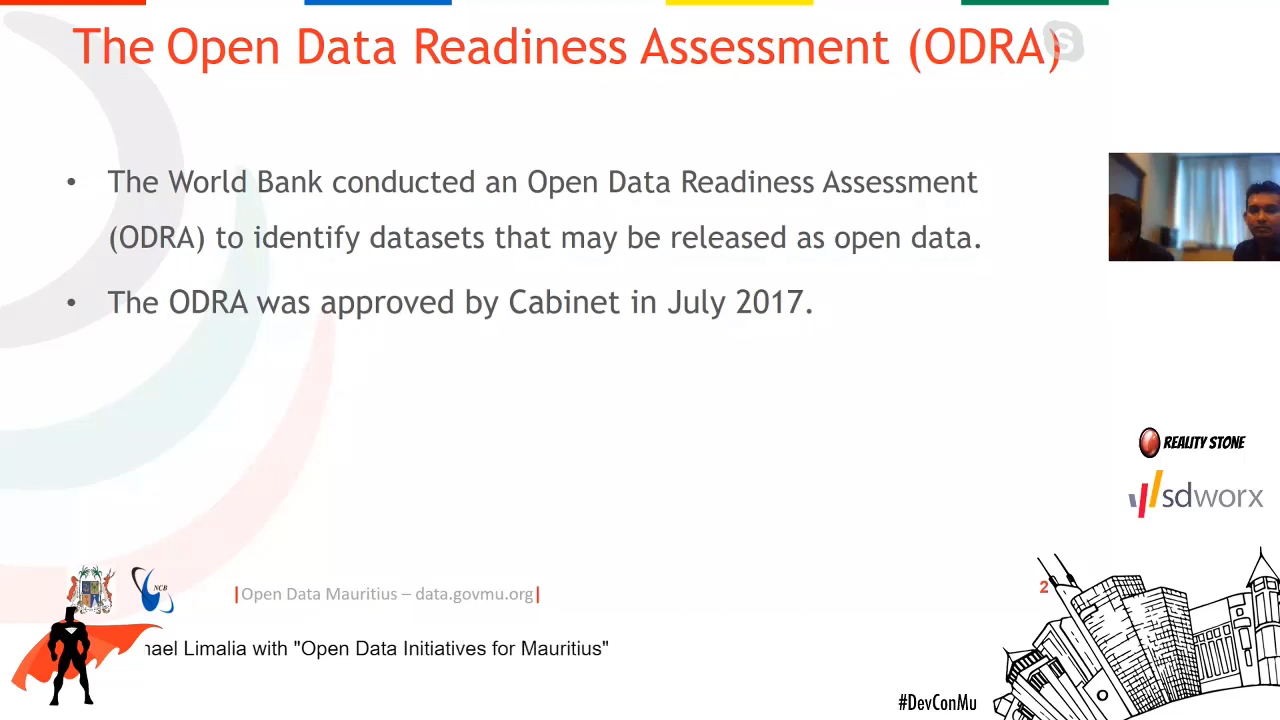 The Open Data Readiness Assessment (ODRA)
S
• The World Bank conducted an Open Data Readiness Assessment
(ODRA) to identify datasets that may be released as open data.
• The ODRA was approved by Cabinet in July 2017.
REALITY STONE
sdworx
NCB
|Open Data Mauritius – data.govmu.org|
2
with "Open Data Initiatives for Mauritius"
Limalia
#DevConMu